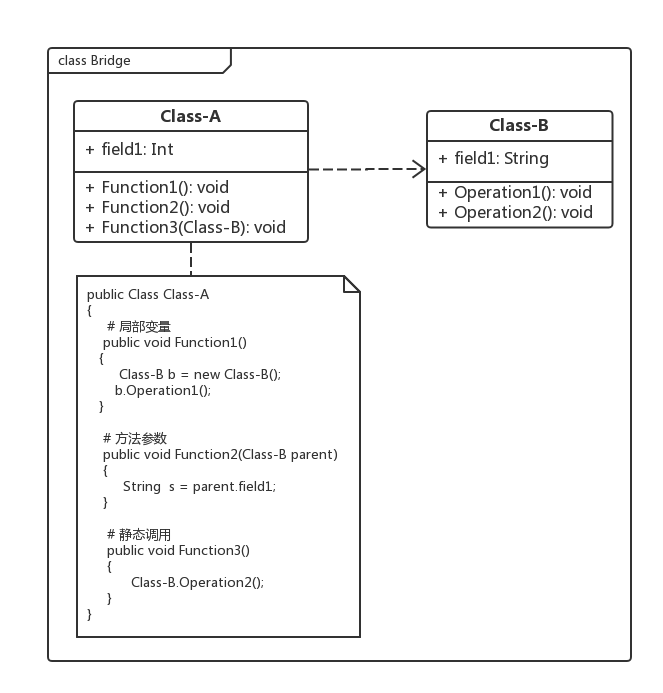 class Bridge
Class-A
+ field1: Int
+ Function1(): void
+ Function2(): void
+ Function3(Class-B): void
Class-B
+ field1: String
+ Operation1(): void
+ Operation2(): void
public Class Class-A
{
# 局部变量
public void Function1()
{
Class-B b = new Class-B();
b.Operation1();
}
# 方法参数
public void Function2(Class-B parent)
{
String s = parent.field1;
}
# 静态调用
public void Function3()
{
Class-B.Operation2();
}
}